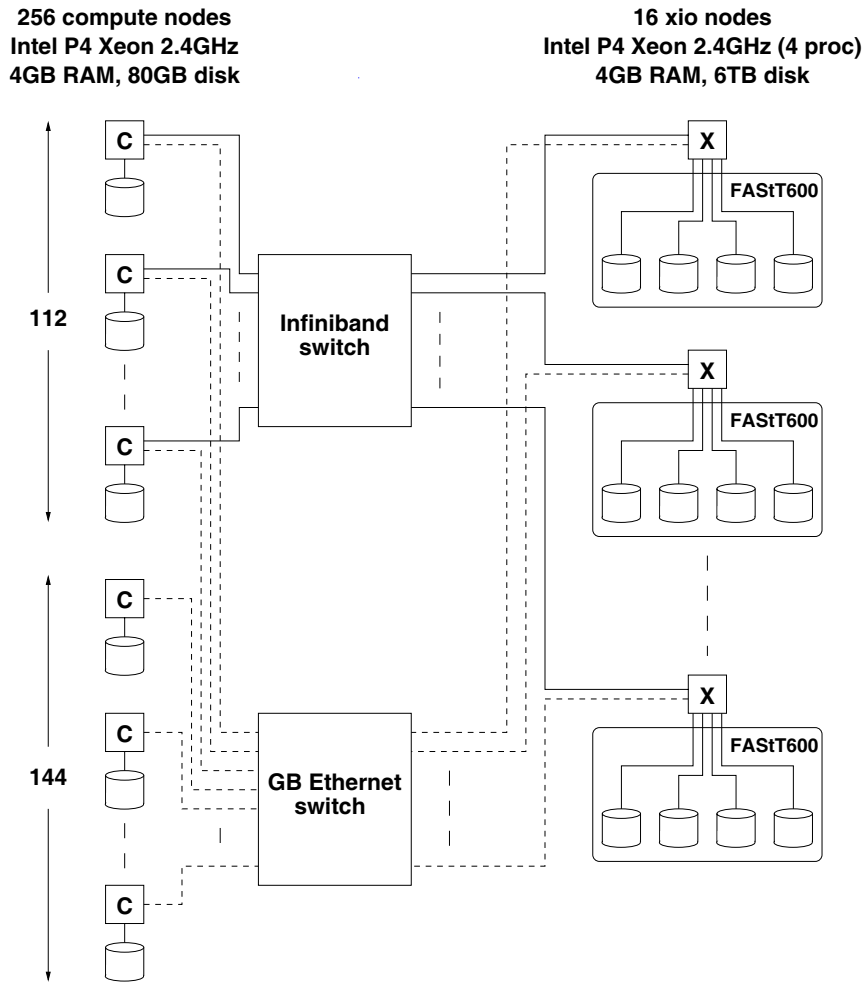 256 compute nodes
Intel P4 Xeon 2.4GHz
4GB RAM, 80GB disk
16 xio nodes
Intel P4 Xeon 2.4GHz (4 proc)
4GB RAM, 6TB disk
C
X
FAStT600
C
112
Infiniband
switch
X
C
FAStT600
C
X
C
FAStT600
144
GB Ethernet
switch
C